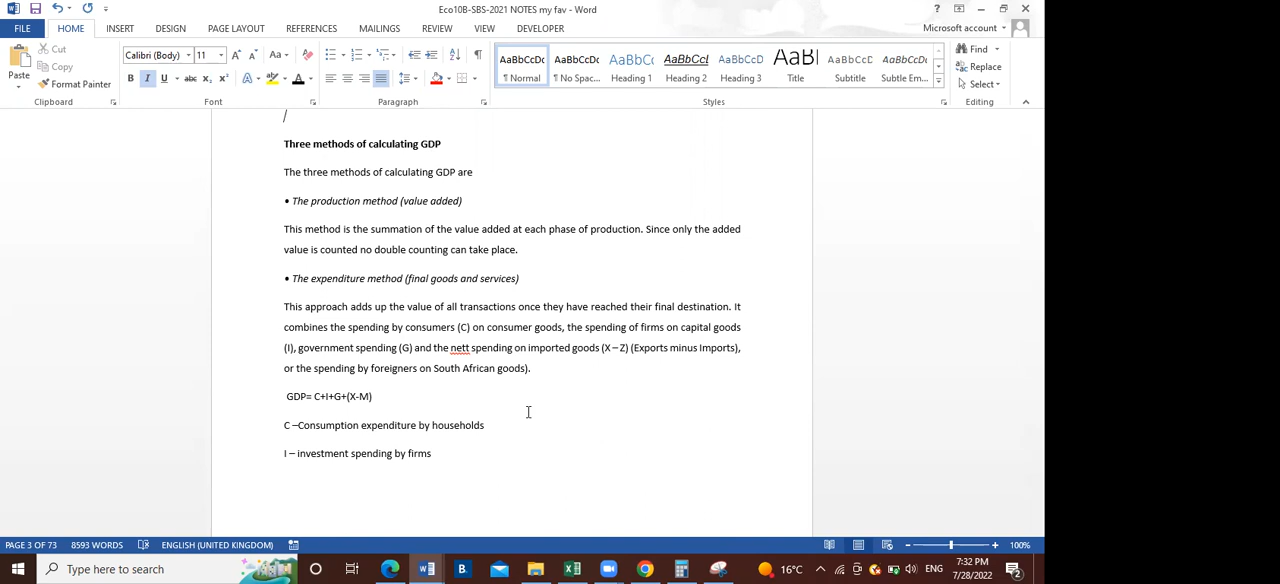 Eco10B-SBS-2021 NOTES my fav - Word
FILE HOME INSERT DESIGN PAGE LAYOUT REFERENCES MAILINGS REVIEW VIEW DEVELOPER Microsoft account
Paste Cut Copy Format Painter
Calibri (Body) 11
AaBbCcDc AaBbCcDc AaBbCc AaBbCcI AaBbCcD AaBl AaBbCcD AaBbCcDc
¶ Normal ¶ No Spac... Heading 1 Heading 2 Heading 3 Title Subtitle Subtle Em...
Find Replace Select
Clipboard Font Paragraph Styles Editing
/
Three methods of calculating GDP
The three methods of calculating GDP are
• The production method (value added)
This method is the summation of the value added at each phase of production. Since only the added
value is counted no double counting can take place.
• The expenditure method (final goods and services)
This approach adds up the value of all transactions once they have reached their final destination. It
combines the spending by consumers (C) on consumer goods, the spending of firms on capital goods
(I), government spending (G) and the nett spending on imported goods (X – Z) (Exports minus Imports),
or the spending by foreigners on South African goods).
GDP= C+I+G+(X-M)
C –Consumption expenditure by households
I – investment spending by firms
PAGE 3 OF 73 8593 WORDS ENGLISH (UNITED KINGDOM) 100%
Type here to search 16°C ENG 7:32 PM
7/28/2022